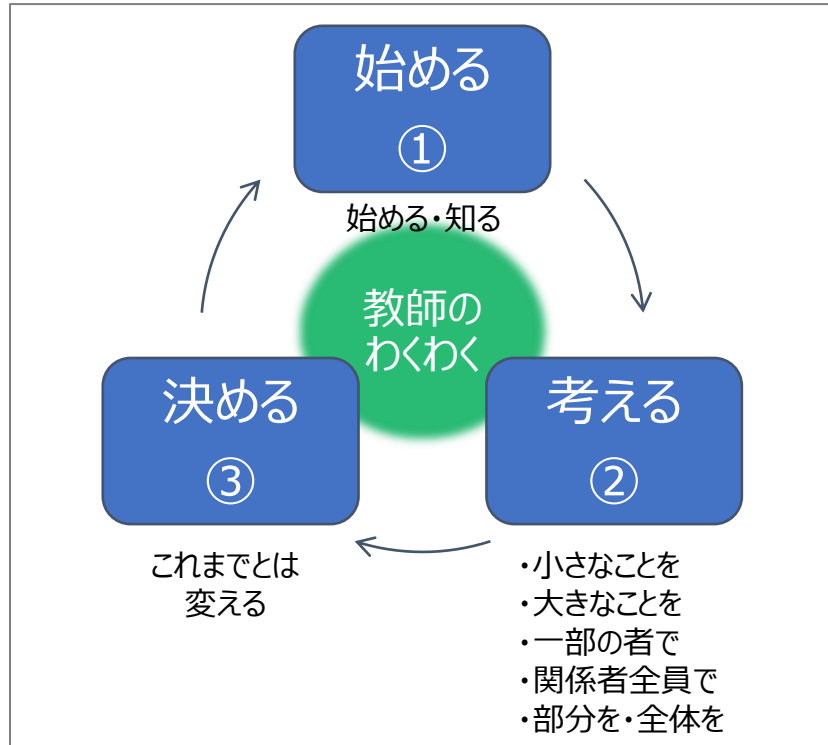 始める
①
始める・知る
教師の
わくわく
決める
③
これまでとは
変える
考える
②
・小さなことを
・大きなことを
・一部の者で
・関係者全員で
・部分を・全体を